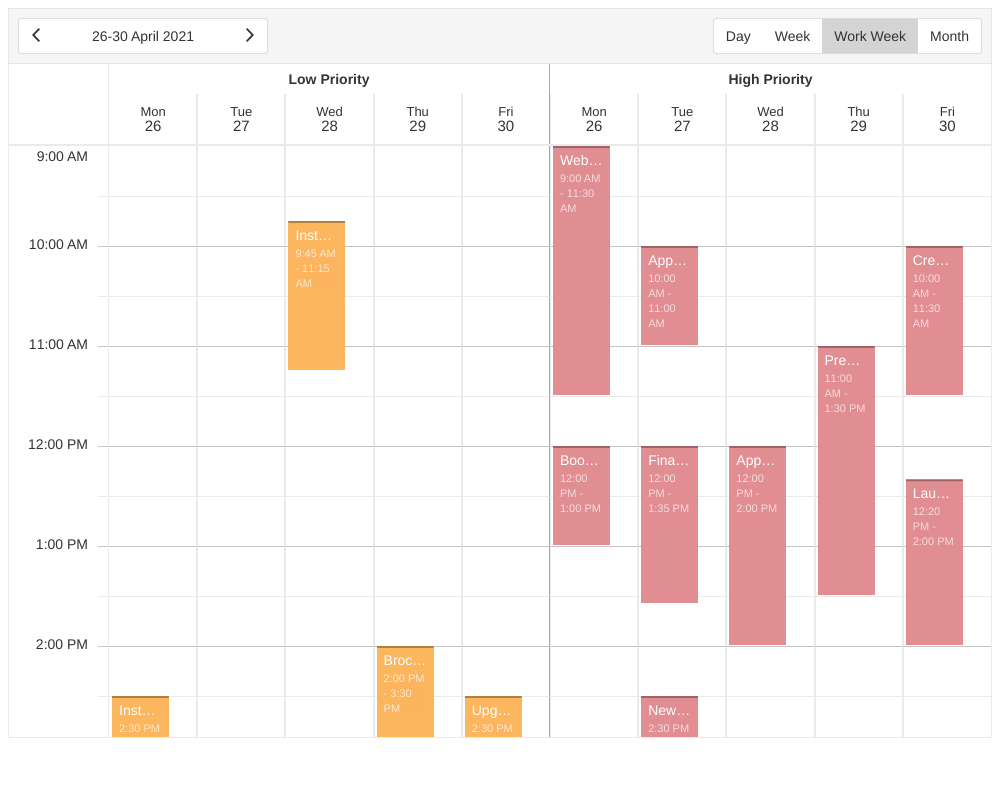 26-30 April 2021
Day Week Work Week Month
Low Priority High Priority
Mon Tue Wed Thu Fri Mon Tue Wed Thu Fri
26 27 28 29 30 26 27 28 29 30
9:00 AM
10:00 AM
11:00 AM
12:00 PM
1:00 PM
2:00 PM
Inst...
2:30 PM
Inst...
9:45 AM
- 11:15
AM
Broc...
2:00 PM
- 3:30
PM
Upg...
2:30 PM
Web...
9:00 AM
- 11:30
AM
Boo...
12:00
PM -
1:00 PM
App...
10:00
AM -
11:00
AM
Fina...
12:00
PM -
1:35 PM
New...
2:30 PM
App...
12:00
PM -
2:00 PM
Pre...
11:00
AM -
1:30 PM
Cre...
10:00
AM -
11:30
AM
Lau...
12:20
PM -
2:00 PM